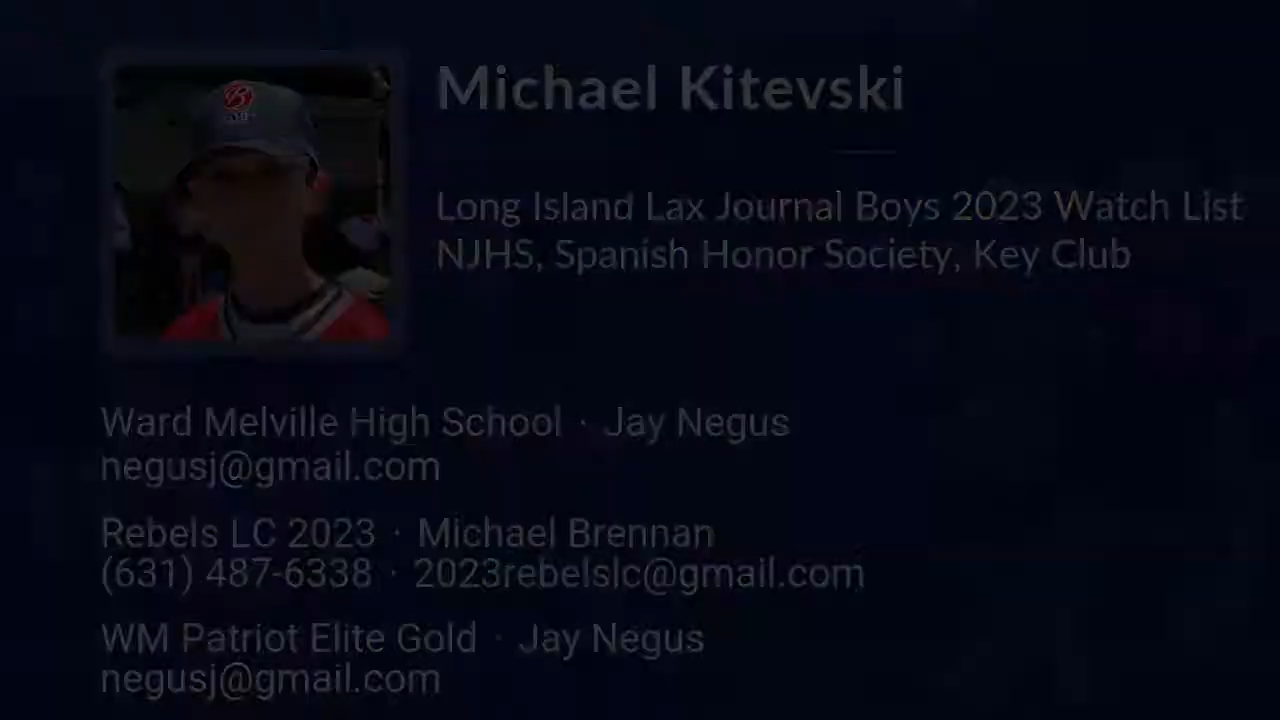 Michael Kitevski
Long Island Lax Journal Boys 2023 Watch List
NJHS, Spanish Honor Society, Key Club
Ward Melville High School · Jay Negus
negusj@gmail.com
Rebels LC 2023 · Michael Brennan
(631) 487-6338 · 2023rebelslc@gmail.com
WM Patriot Elite Gold · Jay Negus
negusj@gmail.com